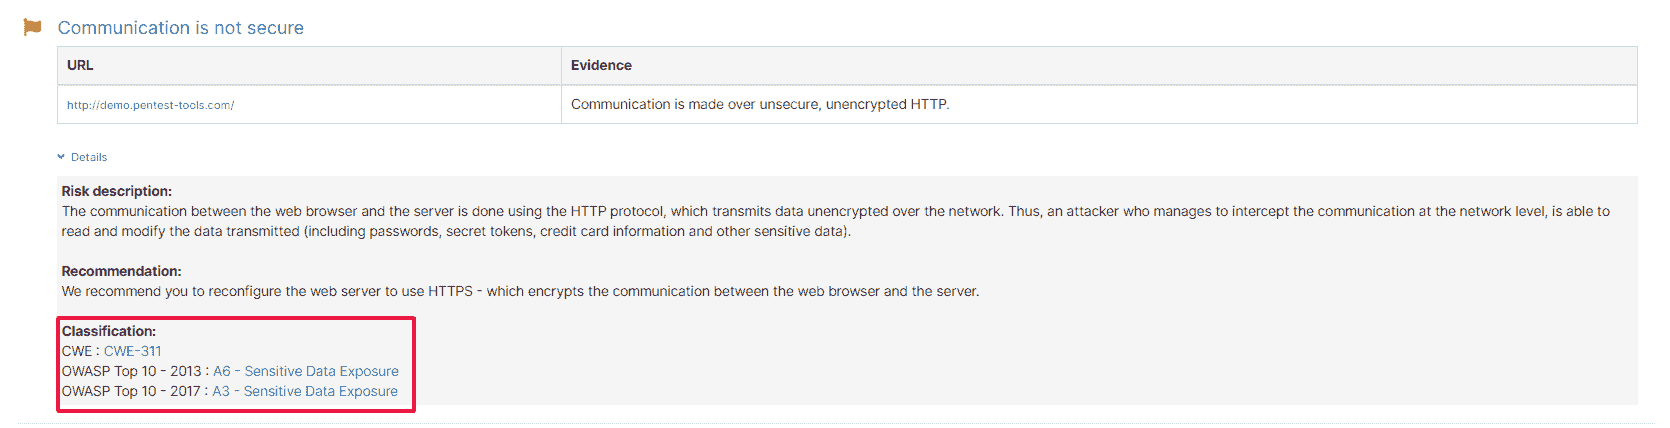 Communication is not secure
URL Evidence
http://demo.pentest-tools.com/ Communication is made over unsecure, unencrypted HTTP.
Details
Risk description:
The communication between the web browser and the server is done using the HTTP protocol, which transmits data unencrypted over the network. Thus, an attacker who manages to intercept the communication at the network level, is able to
read and modify the data transmitted (including passwords, secret tokens, credit card information and other sensitive data).
Recommendation:
We recommend you to reconfigure the web server to use HTTPS - which encrypts the communication between the web browser and the server.
Classification:
CWE : CWE-311
OWASP Top 10 - 2013 : A6 - Sensitive Data Exposure
OWASP Top 10 - 2017 : A3 - Sensitive Data Exposure